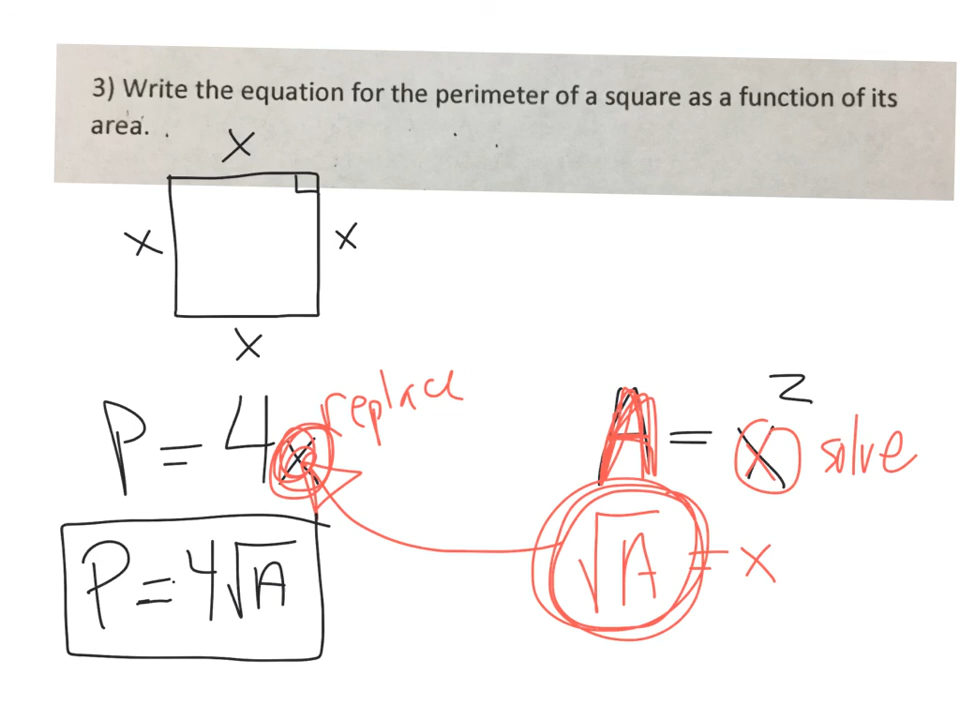 3) Write the equation for the perimeter of a square as a function of its
area.
x
x
x
x
P = 4x replace
A = x² solve
√A = x
P = 4√A